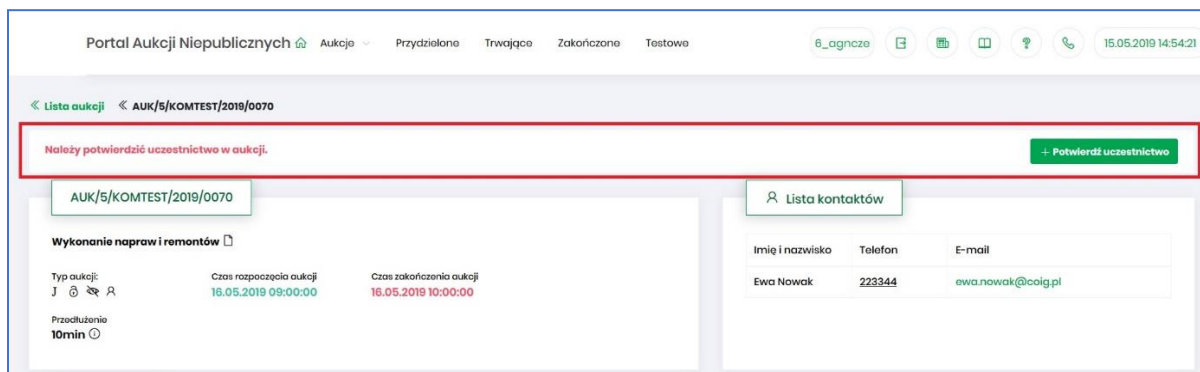 Portal Aukcji Niepublicznych Aukcje Przydzielone Trwające Zakończone Testowe 6_agncze 15.05.2019 14:54:21
Lista aukcji AUK/5/KOMTEST/2019/0070
Należy potwierdzić uczestnictwo w aukcji. + Potwierdź uczestnictwo
AUK/5/KOMTEST/2019/0070
Wykonanie napraw i remontów
Typ aukcji: Czas rozpoczęcia aukcji Czas zakończenia aukcji
J 16.05.2019 09:00:00 16.05.2019 10:00:00
Przedłużenie
10min
Lista kontaktów
Imię i nazwisko Telefon E-mail
Ewa Nowak 223344 ewa.nowak@coig.pl